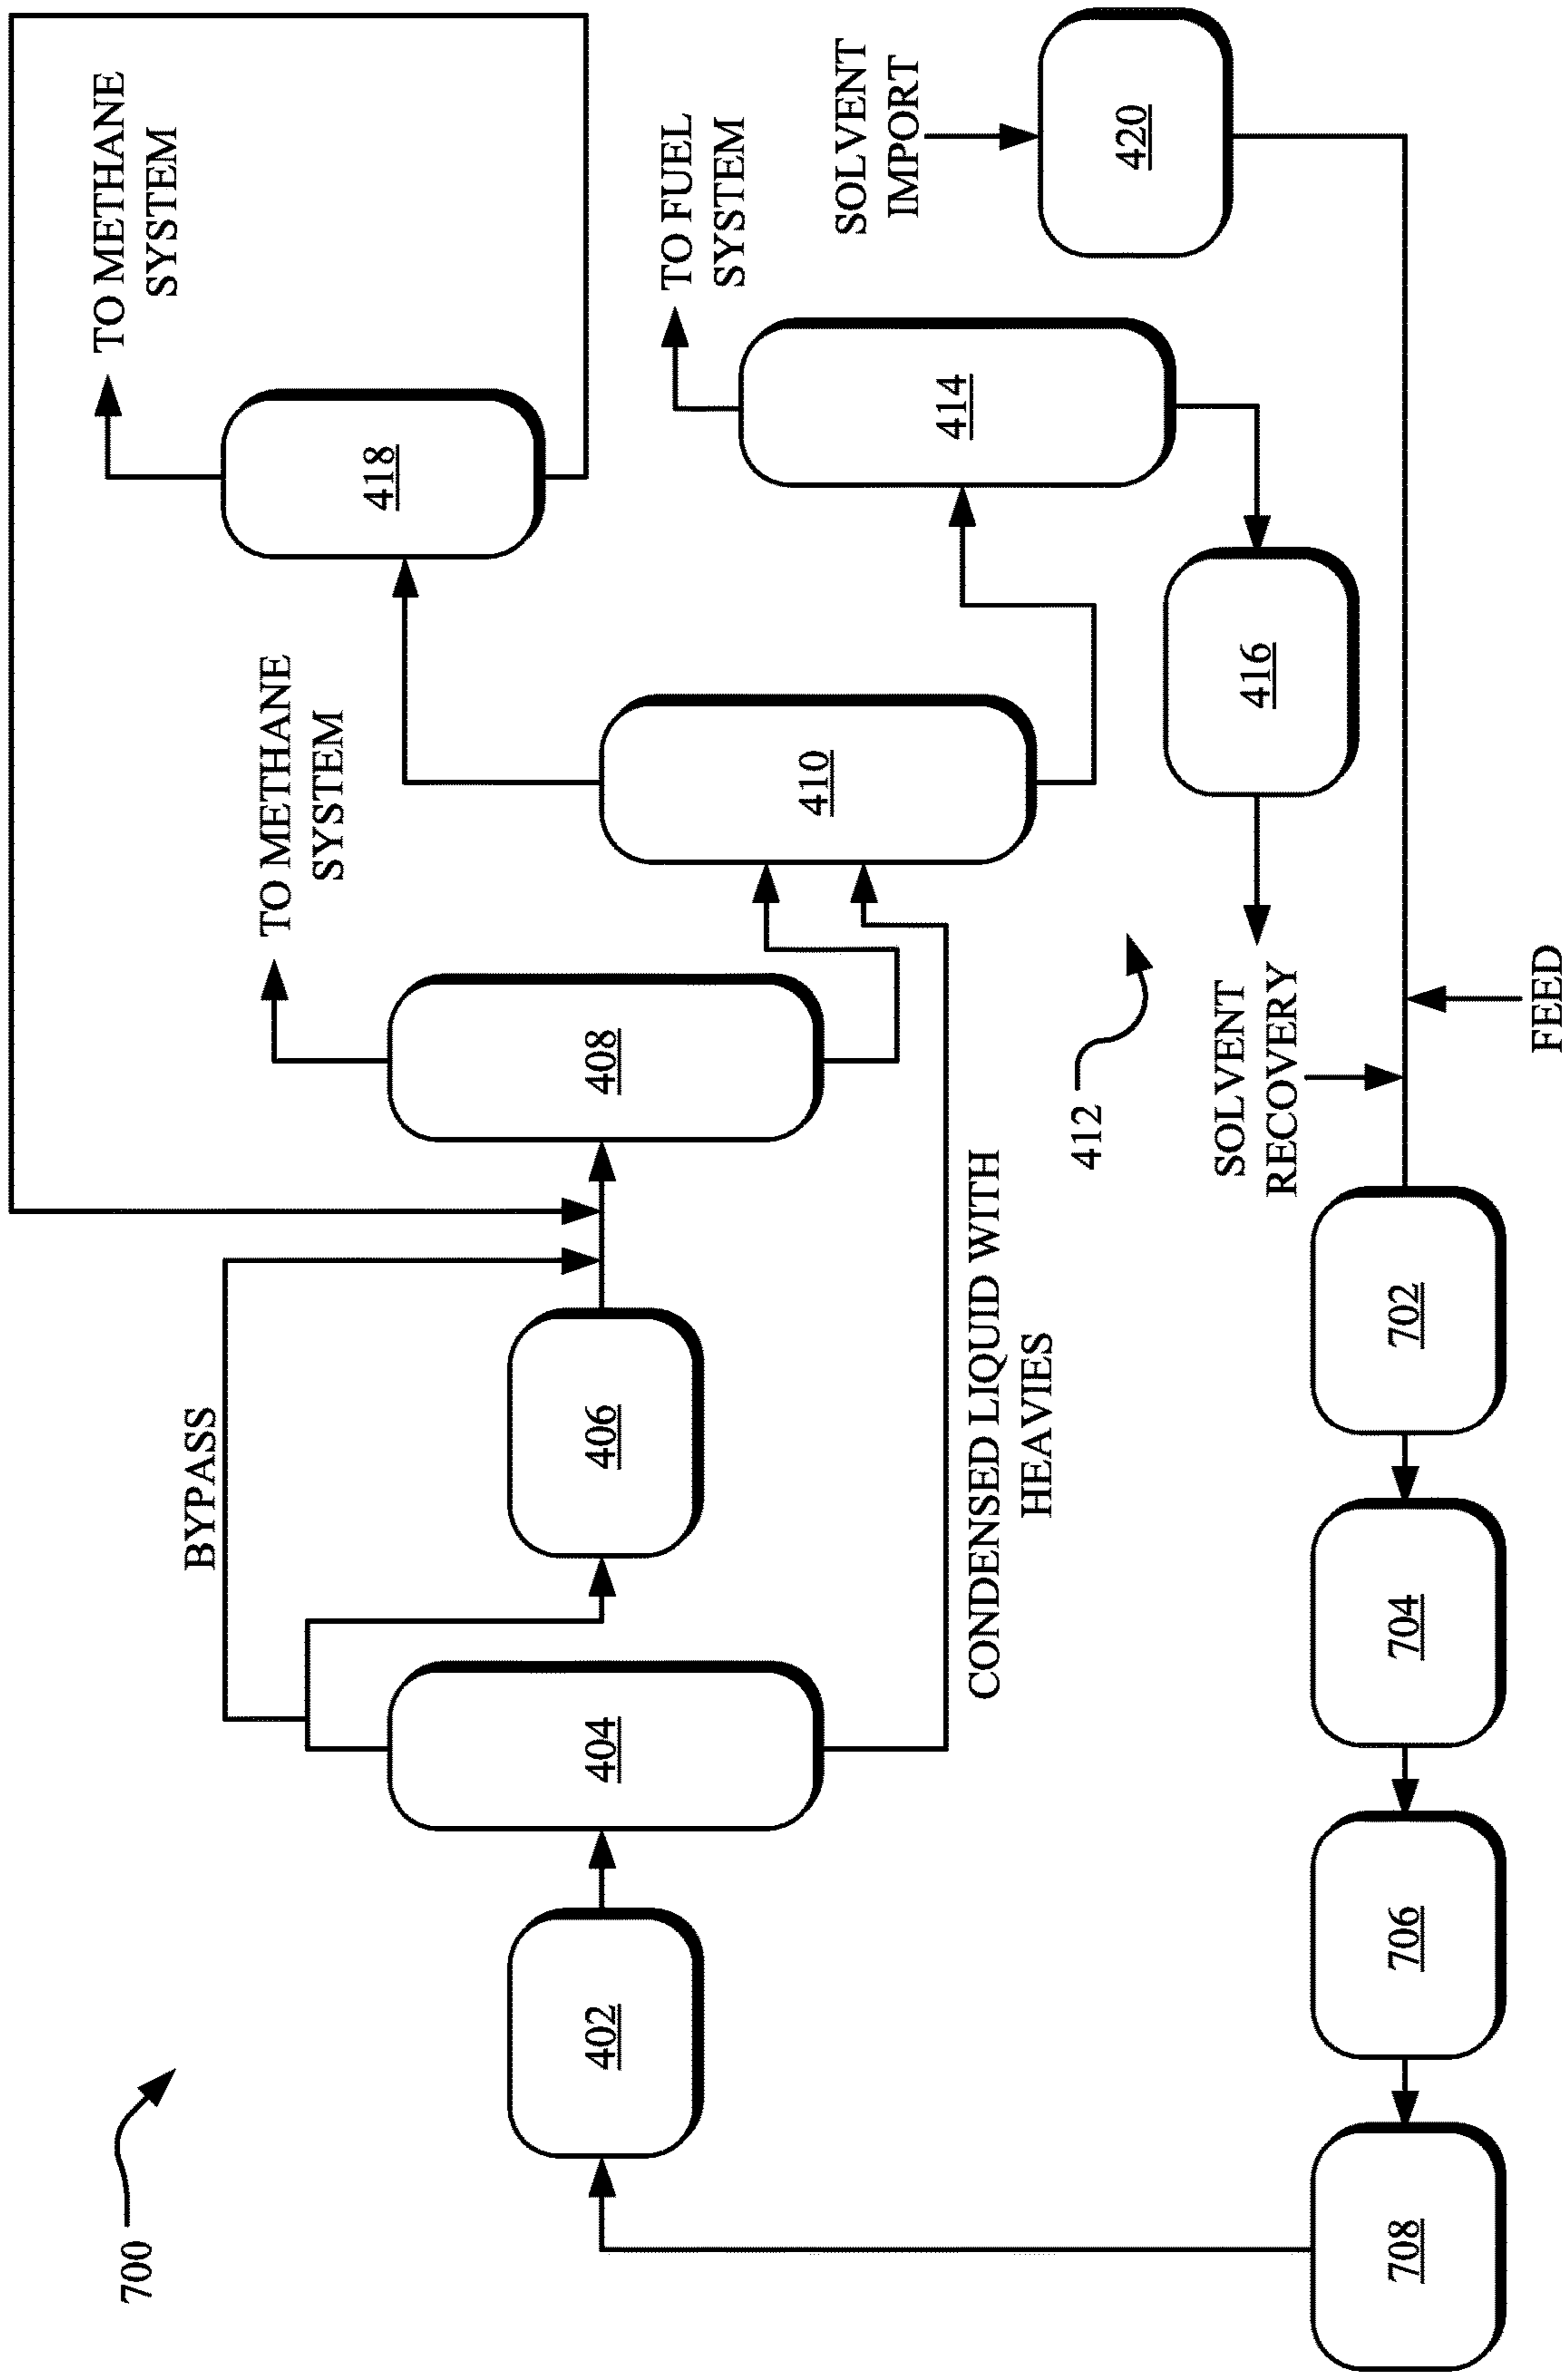 700
TO METHANE
SYSTEM
418
TO METHANE
SYSTEM
BYPASS
TO FUEL
SYSTEM
402
404
406
408
410
414
SOLVENT
IMPORT
420
CONDENSED LIQUID WITH
HEAVIES
412
416
SOLVENT
RECOVERY
708
706
704
702
FEED